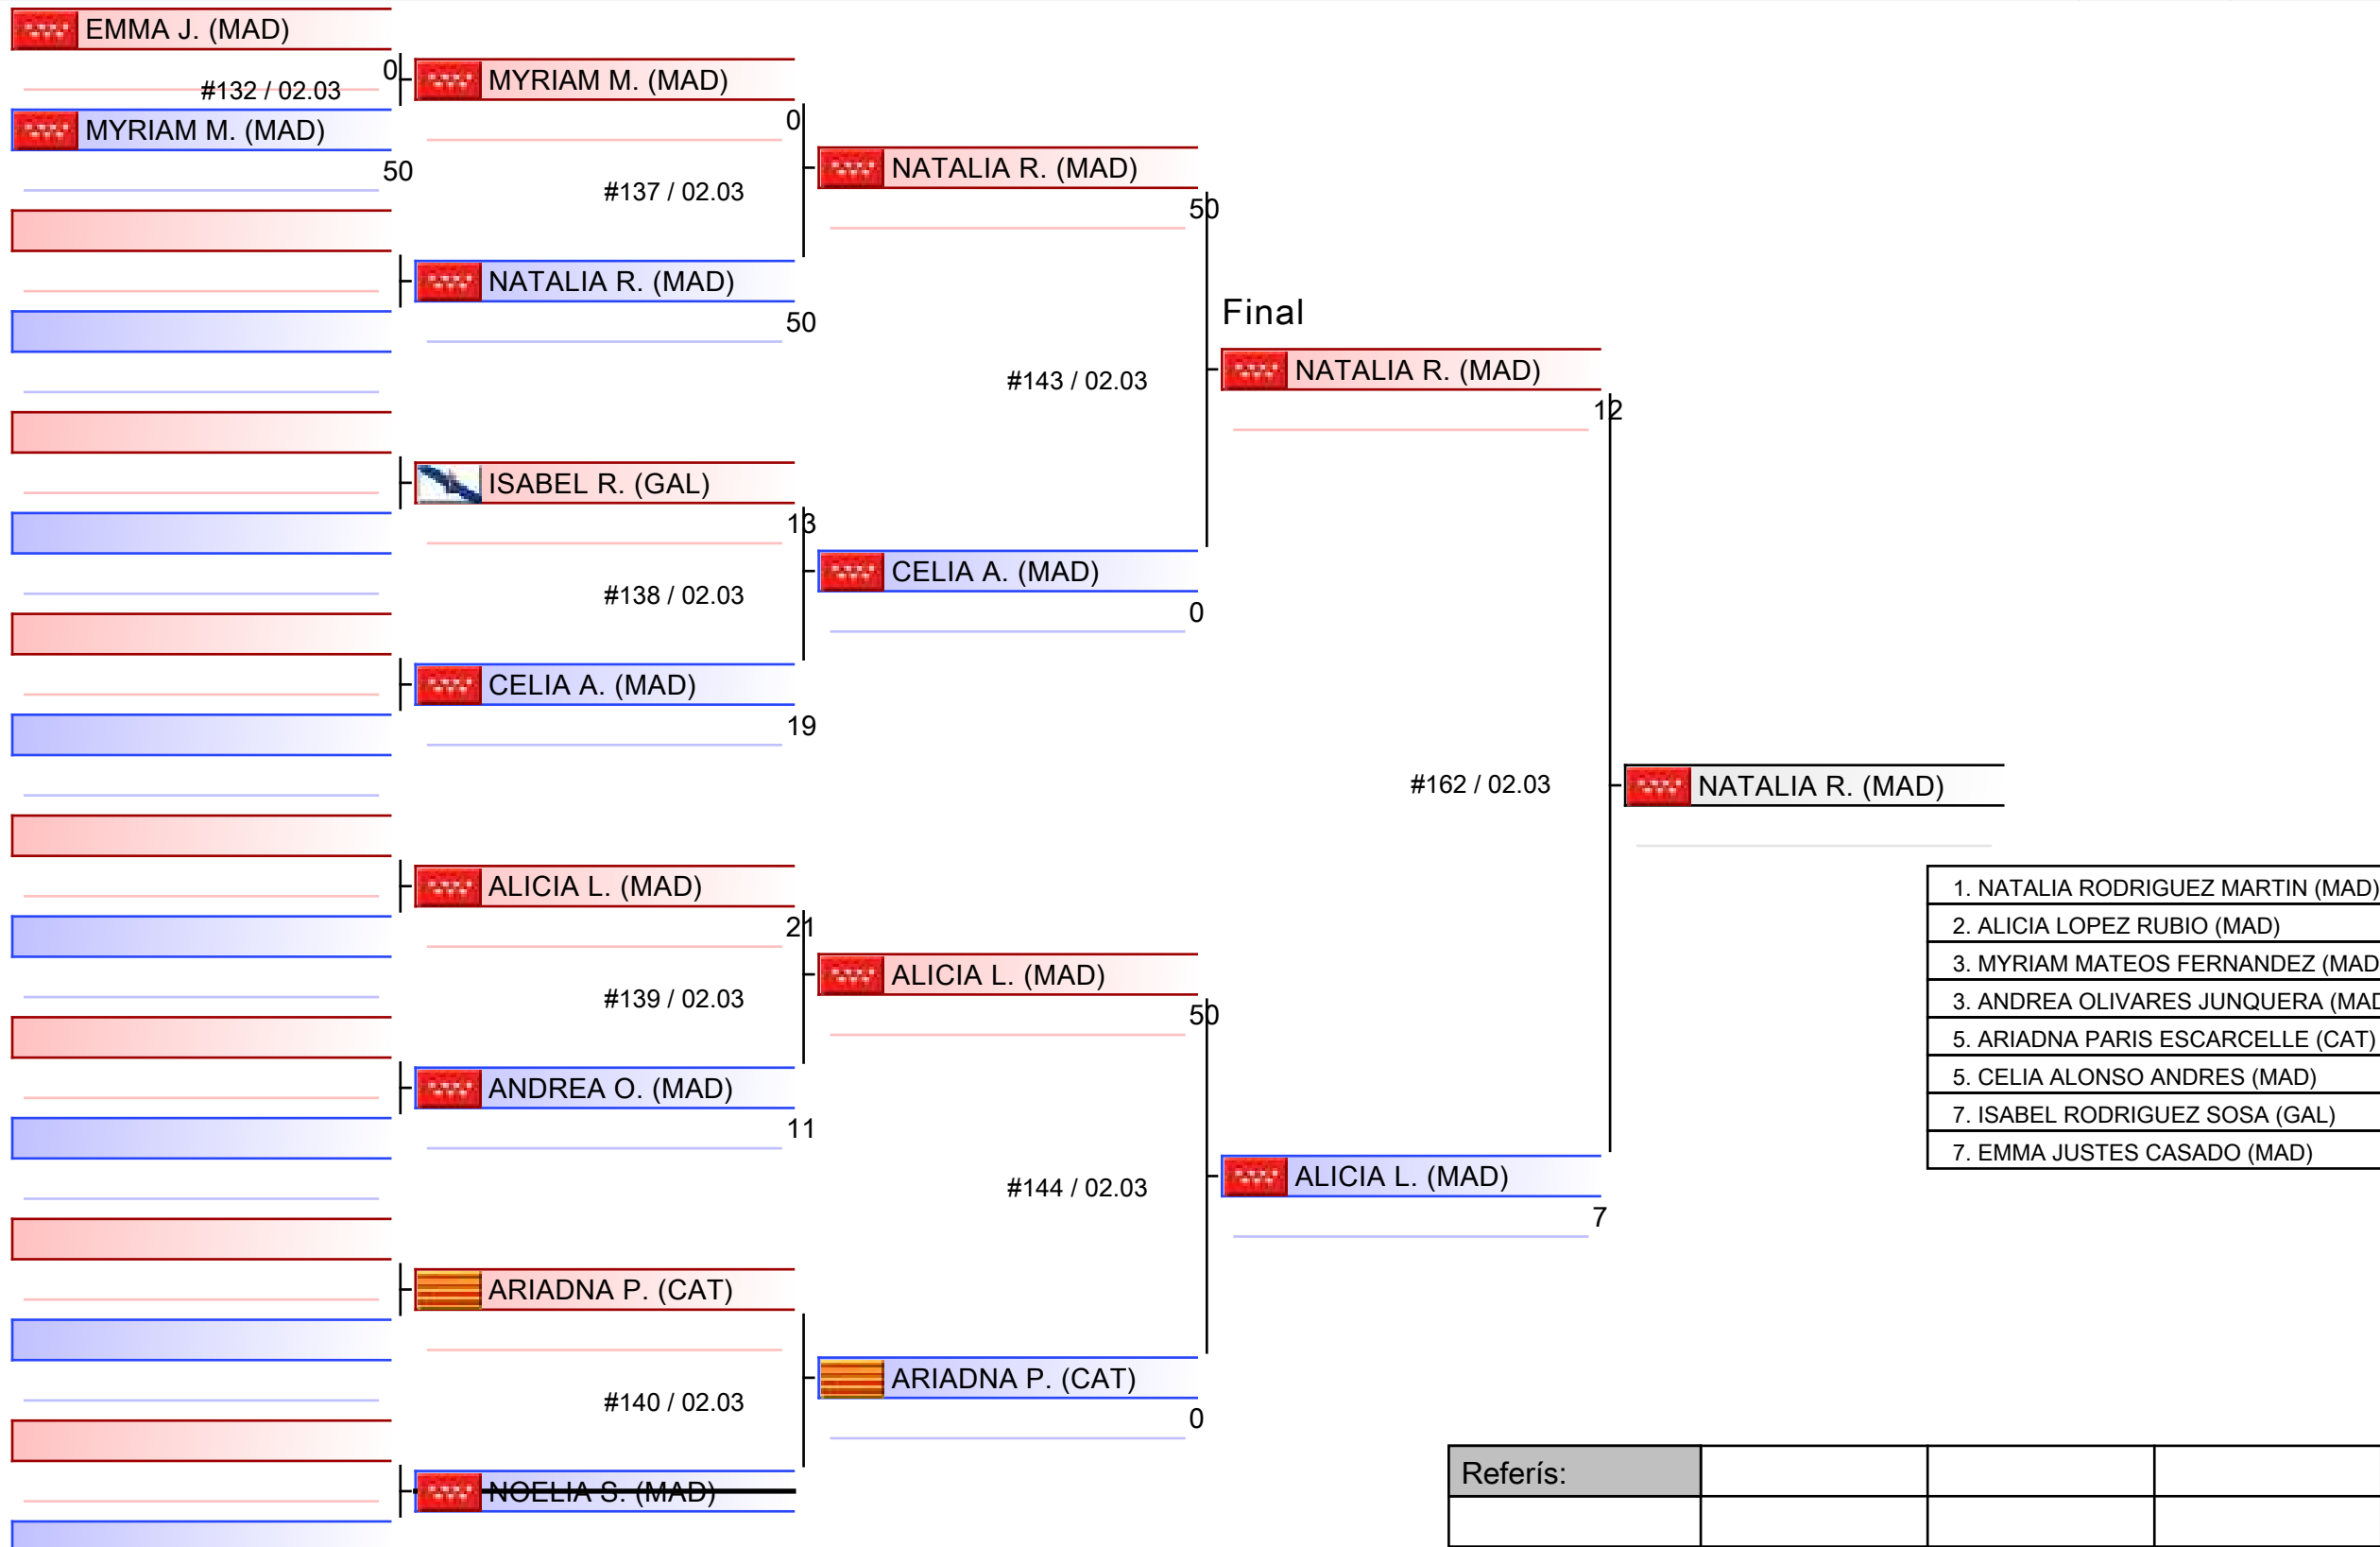 EMMA J. (MAD)
0
#132 / 02.03
MYRIAM M. (MAD)
50
MYRIAM M. (MAD)
0
#137 / 02.03
NATALIA R. (MAD)
50
ISABEL R. (GAL)
13
#138 / 02.03
CELIA A. (MAD)
19
ALICIA L. (MAD)
21
#139 / 02.03
ANDREA O. (MAD)
11
ARIADNA P. (CAT)
#140 / 02.03
NOELIA S. (MAD)
NATALIA R. (MAD)
50
#143 / 02.03
CELIA A. (MAD)
0
ALICIA L. (MAD)
50
#144 / 02.03
ARIADNA P. (CAT)
0
Final
NATALIA R. (MAD)
12
#162 / 02.03
ALICIA L. (MAD)
7
NATALIA R. (MAD)
1. NATALIA RODRIGUEZ MARTIN (MAD)
2. ALICIA LOPEZ RUBIO (MAD)
3. MYRIAM MATEOS FERNANDEZ (MAD
3. ANDREA OLIVARES JUNQUERA (MAD
5. ARIADNA PARIS ESCARCELLE (CAT)
5. CELIA ALONSO ANDRES (MAD)
7. ISABEL RODRIGUEZ SOSA (GAL)
7. EMMA JUSTES CASADO (MAD)
Referís: